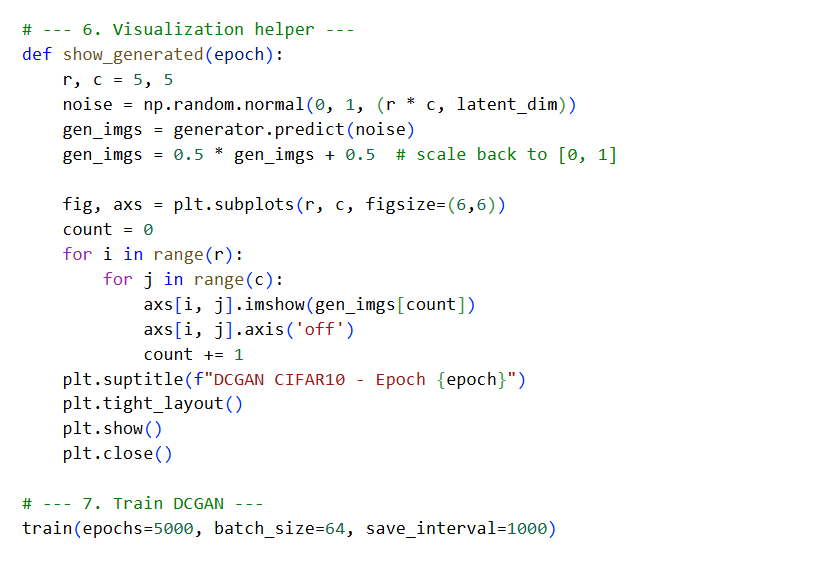 # --- 6. Visualization helper ---
def show_generated(epoch):
    r, c = 5, 5
    noise = np.random.normal(0, 1, (r * c, latent_dim))
    gen_imgs = generator.predict(noise)
    gen_imgs = 0.5 * gen_imgs + 0.5  # scale back to [0, 1]

    fig, axs = plt.subplots(r, c, figsize=(6,6))
    count = 0
    for i in range(r):
        for j in range(c):
            axs[i, j].imshow(gen_imgs[count])
            axs[i, j].axis('off')
            count += 1
    plt.suptitle(f"DCGAN CIFAR10 - Epoch {epoch}")
    plt.tight_layout()
    plt.show()
    plt.close()

# --- 7. Train DCGAN ---
train(epochs=5000, batch_size=64, save_interval=1000)